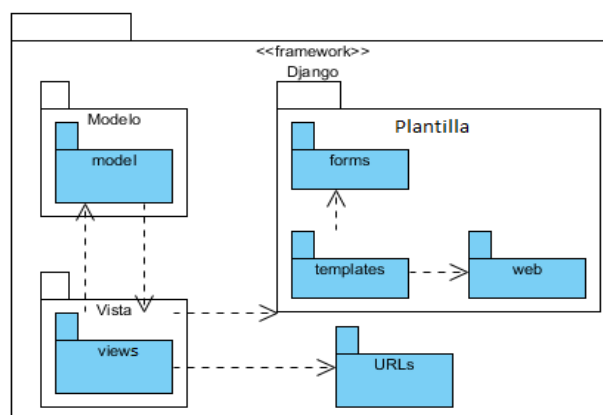 <<framework>>
Django
Modelo
model
Plantilla
forms
templates
web
Vista
views
URLs